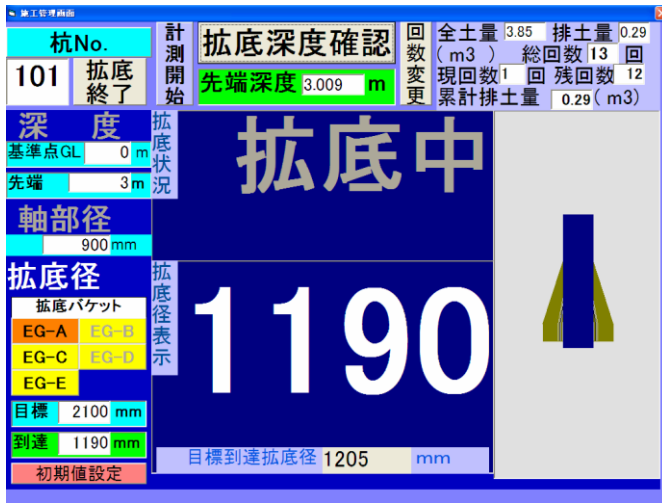 施工管理画面
杭No.
101
拡底
終了
計測開始
拡底深度確認
先端深度 3.009 m
回数変更
全土量 3.85 排土量 0.29
(m3) 総回数 13 回
現回数 1 回 残回数 12
累計排土量 0.29 (m3)
深 度
基準点GL 0 m
先端 3 m
軸部径
900 mm
拡底径
拡底バケット
EG-A EG-B
EG-C EG-D
EG-E
目標 2100 mm
到達 1190 mm
初期値設定
拡底状況
拡底中
拡底径表示
1190
目標到達拡底径 1205 mm